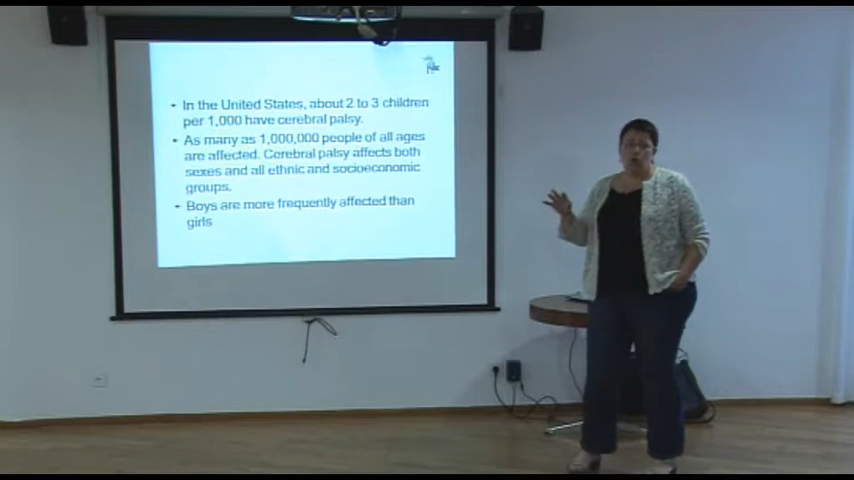 • In the United States, about 2 to 3 children
per 1,000 have cerebral palsy.
• As many as 1,000,000 people of all ages
are affected. Cerebral palsy affects both
sexes and all ethnic and socioeconomic
groups.
• Boys are more frequently affected than
girls